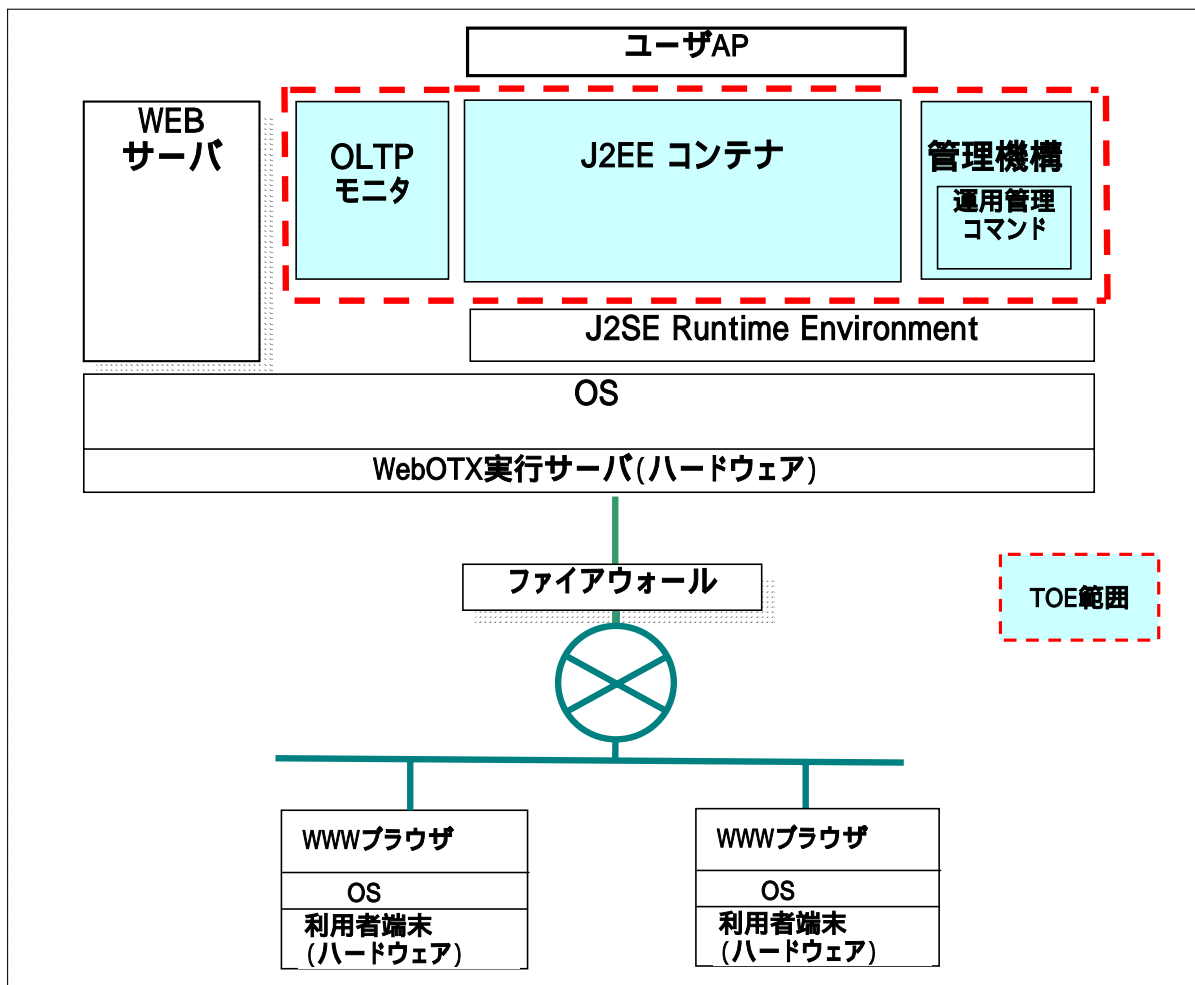 ユーザAP
WEB
サーバ
OLTP
モニタ
J2EE コンテナ
管理機構
運用管理
コマンド
J2SE Runtime Environment
OS
WebOTX実行サーバ(ハードウェア)
ファイアウォール
TOE範囲
WWWブラウザ
OS
利用者端末
(ハードウェア)
WWWブラウザ
OS
利用者端末
(ハードウェア)